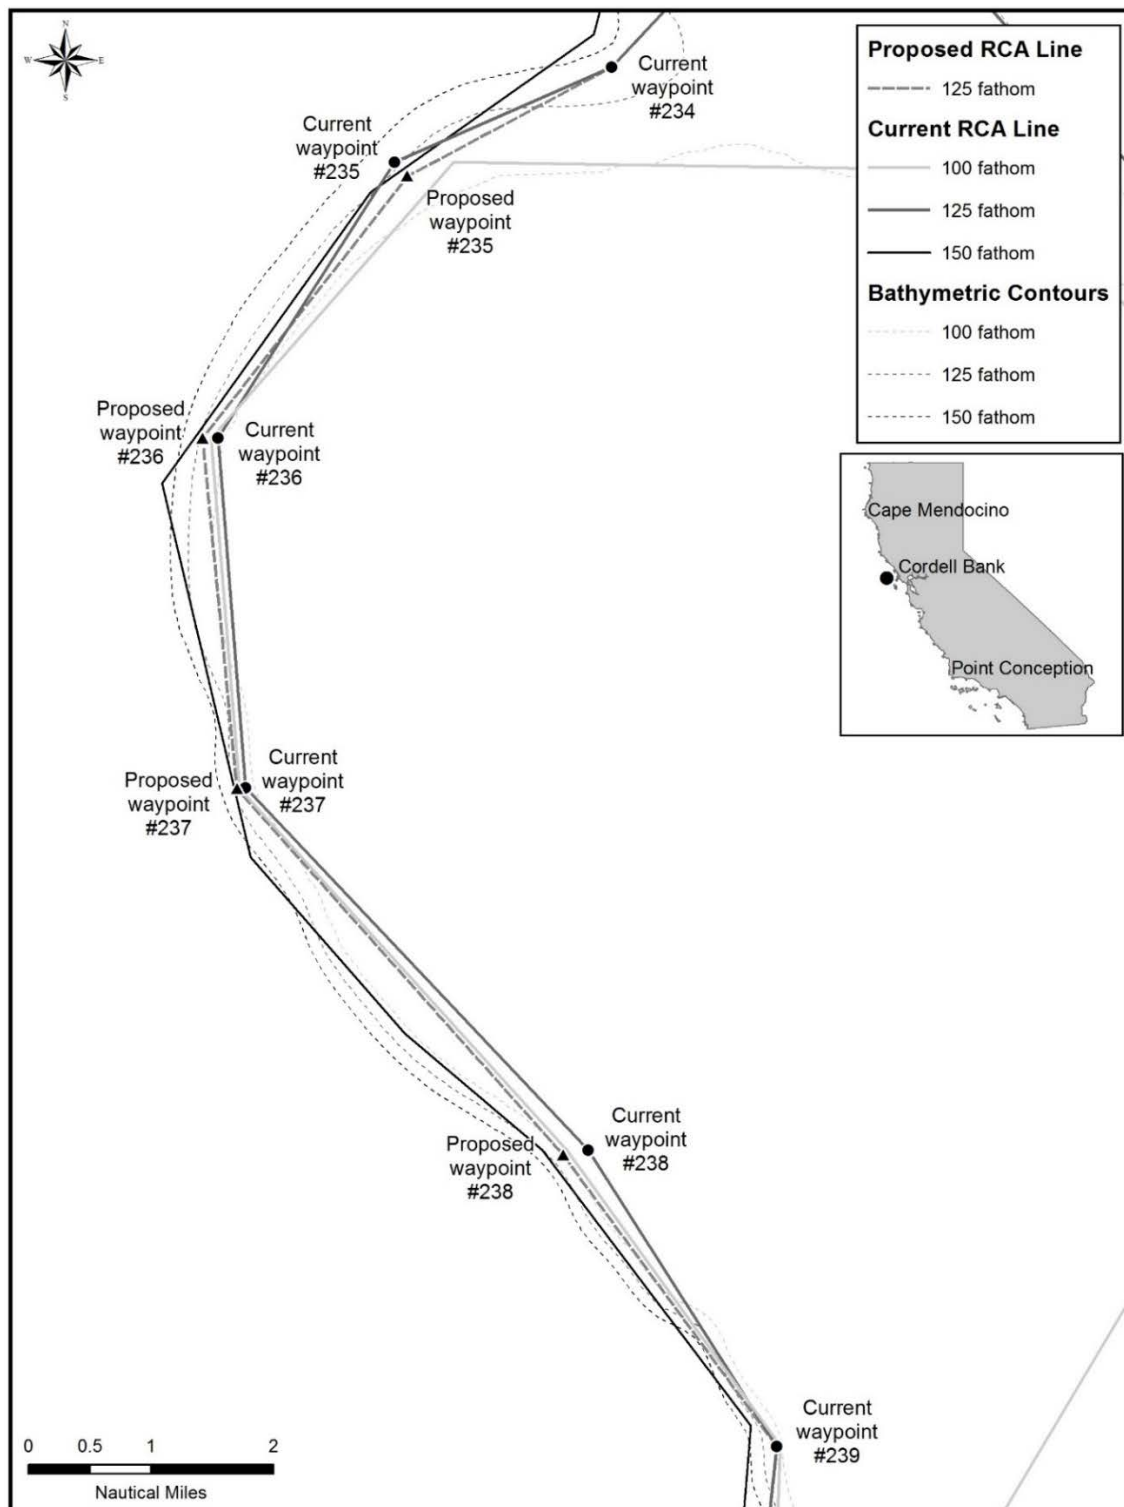 N
W E
S
Current
waypoint
#234
Current
waypoint
#235
Proposed
waypoint
#235
Proposed
waypoint
#236
Current
waypoint
#236
Current
waypoint
#237
Proposed
waypoint
#237
Current
waypoint
#238
Proposed
waypoint
#238
Current
waypoint
#239
0 0.5 1 2
Nautical Miles
Proposed RCA Line
125 fathom
Current RCA Line
100 fathom
125 fathom
150 fathom
Bathymetric Contours
100 fathom
125 fathom
150 fathom
Cape Mendocino
Cordell Bank
Point Conception